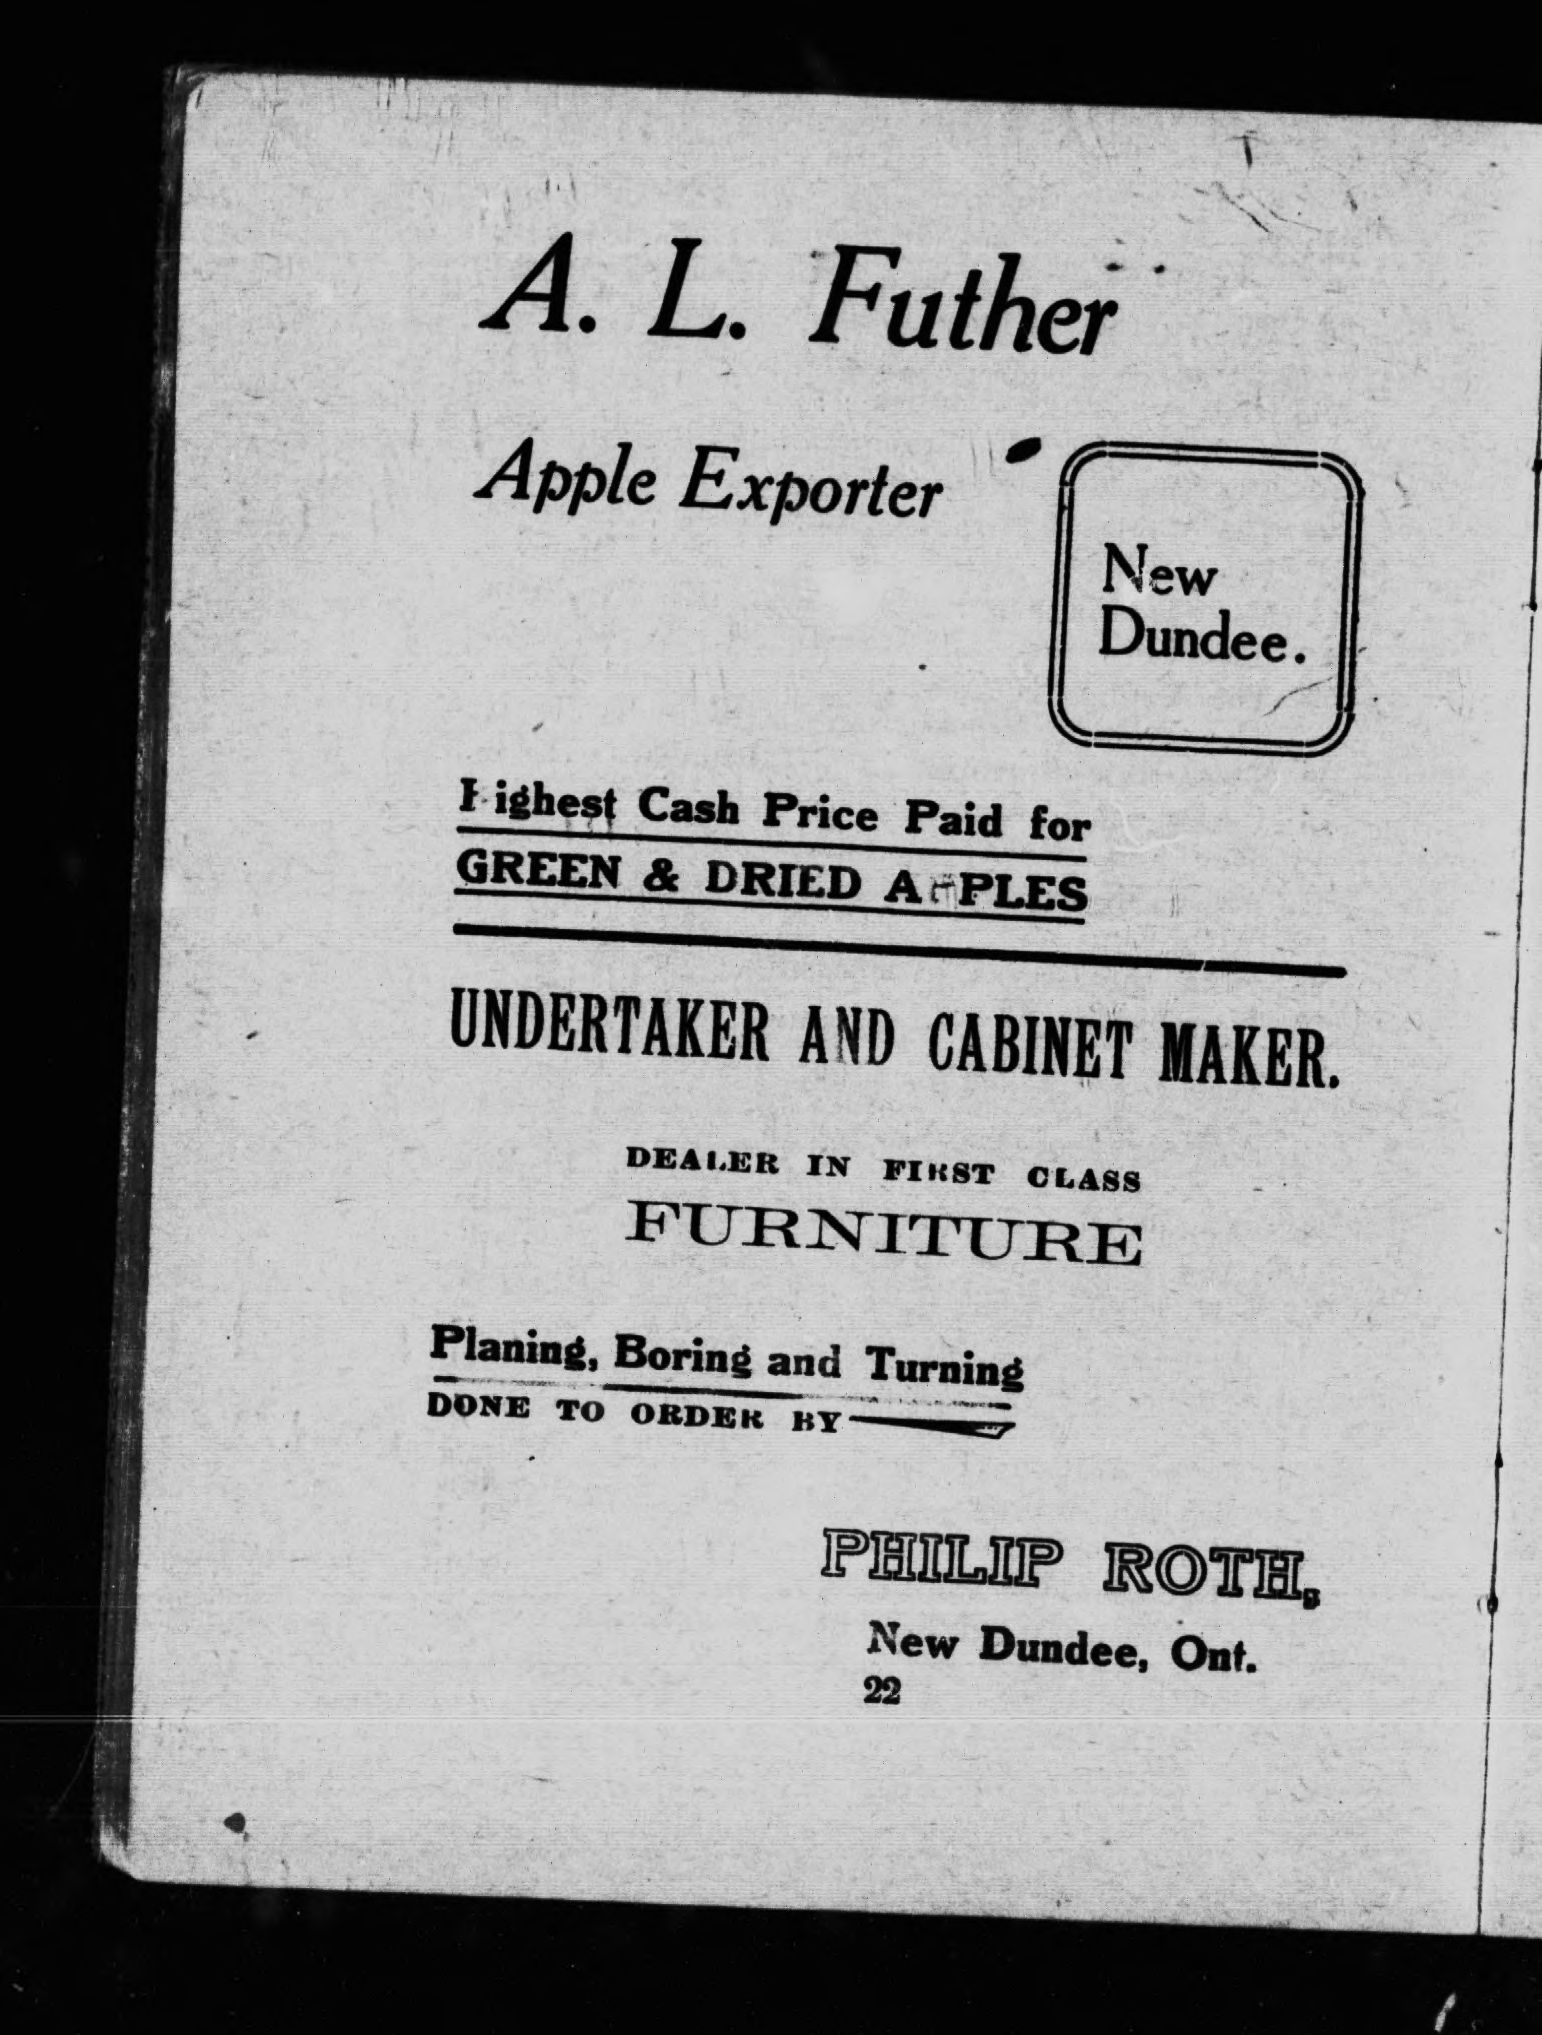 A. L. Futher
Apple Exporter
New
Dundee.
Highest Cash Price Paid for
GREEN & DRIED APPLES
UNDERTAKER AND CABINET MAKER.
DEALER IN FIRST CLASS
FURNITURE
Planing, Boring and Turning
DONE TO ORDER BY
PHILIP ROTH,
New Dundee, Ont.
22